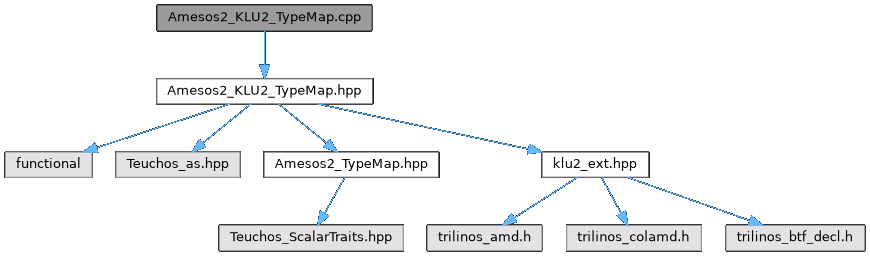 Amesos2_KLU2_TypeMap.cpp
Amesos2_KLU2_TypeMap.hpp
functional
Teuchos_as.hpp
Amesos2_TypeMap.hpp
klu2_ext.hpp
Teuchos_ScalarTraits.hpp
trilinos_amd.h
trilinos_colamd.h
trilinos_btf_decl.h